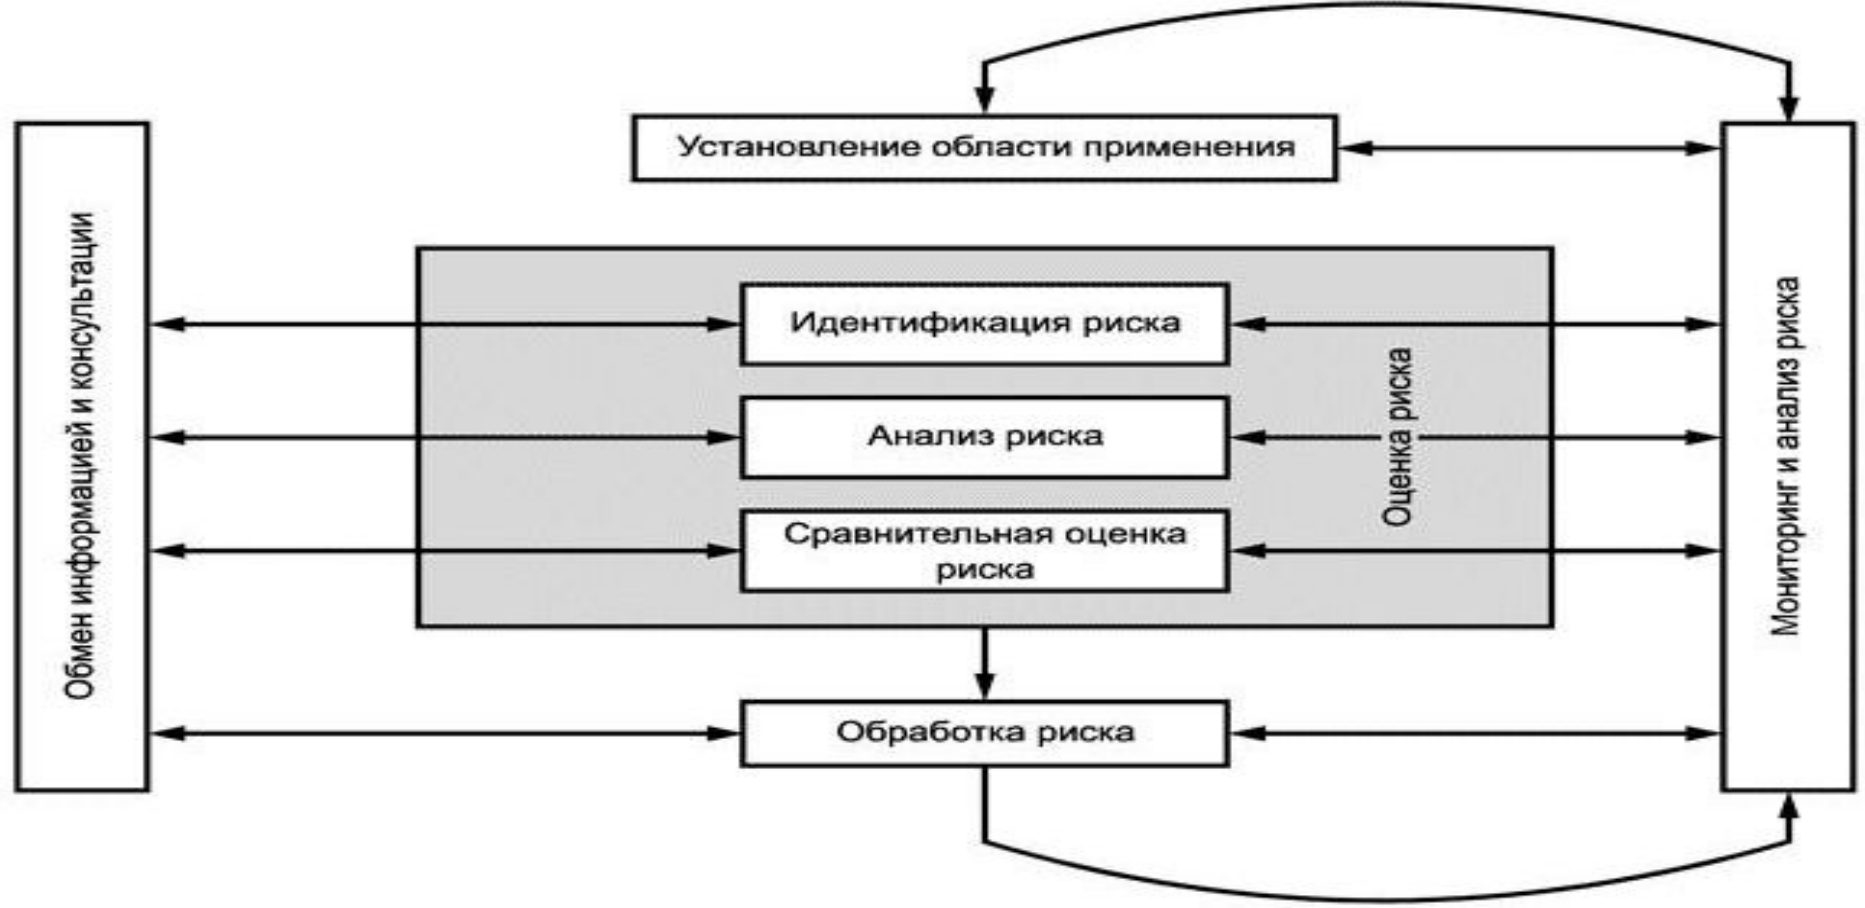 Установление области применения
Обмен информацией и консультации
Идентификация риска
Анализ риска
Сравнительная оценка
риска
Оценка риска
Мониторинг и анализ риска
Обработка риска